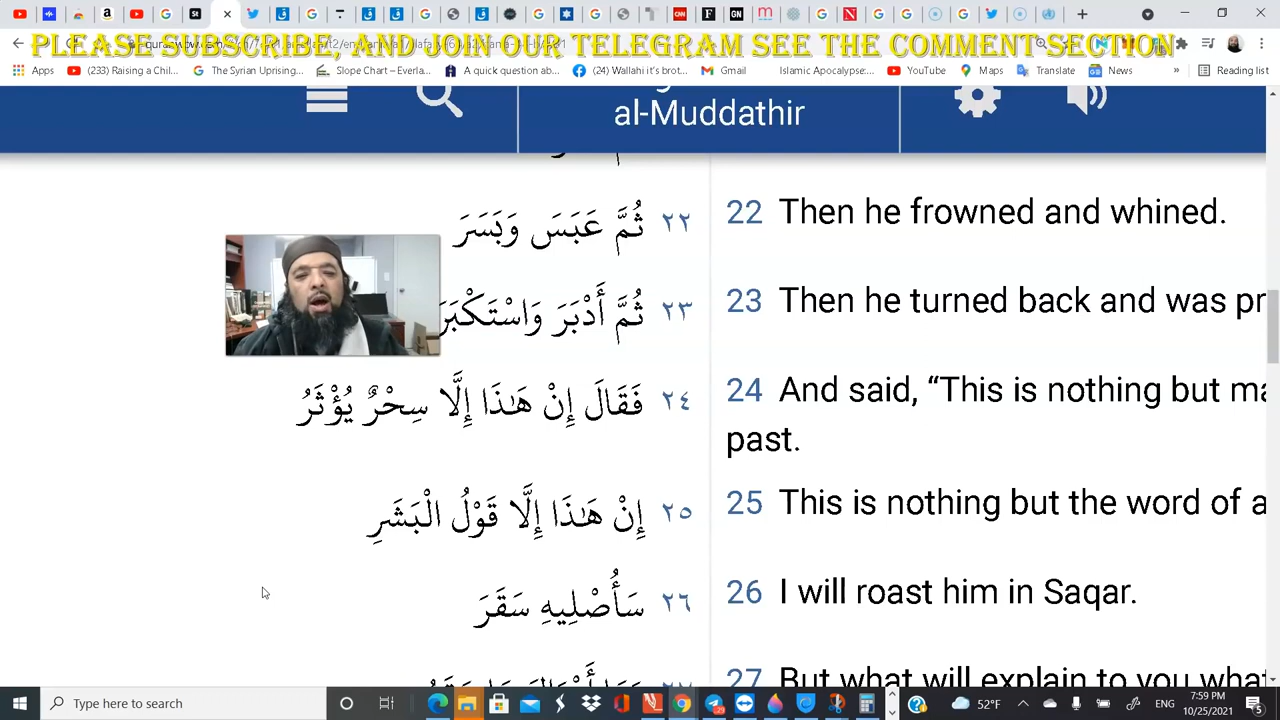 PLEASE SUBSCRIBE, AND JOIN OUR TELEGRAM SEE THE COMMENT SECTION
Apps
(233) Raising a Chil...
The Syrian Uprising...
Slope Chart — Everla...
A quick question ab...
(24) Wallahi it's brot...
Gmail
Islamic Apocalypse:...
YouTube
Maps
Translate
News
»
Reading list
al-Muddathir
٢٢ ثُمَّ عَبَسَ وَبَسَرَ
22 Then he frowned and whined.
٢٣ ثُمَّ أَدْبَرَ وَاسْتَكْبَرَ
23 Then he turned back and was pr
٢٤ فَقَالَ إِنْ هَٰذَا إِلَّا سِحْرٌ يُؤْثَرُ
24 And said, “This is nothing but ma
past.
٢٥ إِنْ هَٰذَا إِلَّا قَوْلُ الْبَشَرِ
25 This is nothing but the word of a
٢٦ سَأُصْلِيهِ سَقَرَ
26 I will roast him in Saqar.
27 But what will explain to you what
Type here to search
52°F
7:59 PM
10/25/2021
5